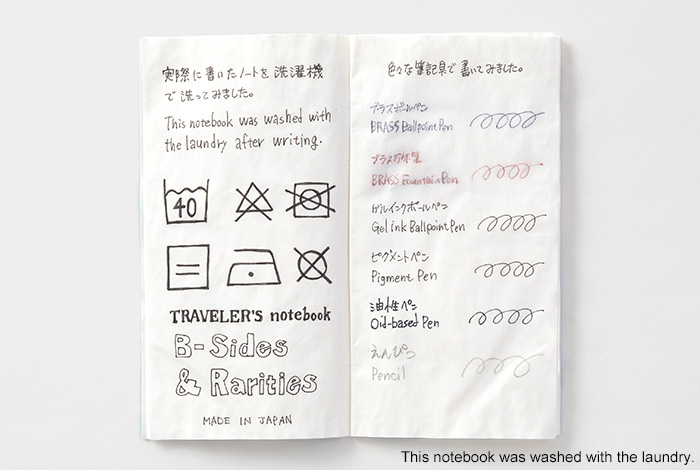 実際に書いたノートを洗濯機
で洗ってみました。
This notebook was washed with
the laundry after writing.
40
TRAVELER'S notebook
B-Sides
& Rarities
MADE IN JAPAN
色々な筆記具で書いてみました。
ブラスボールペン
BRASS Ballpoint Pen
ブラス万年筆
BRASS Fountain Pen
ゲルインクボールペン
Gel ink Ballpoint Pen
ピグメントペン
Pigment Pen
油性ペン
Oil-based Pen
えんぴつ
Pencil
This notebook was washed with the laundry.